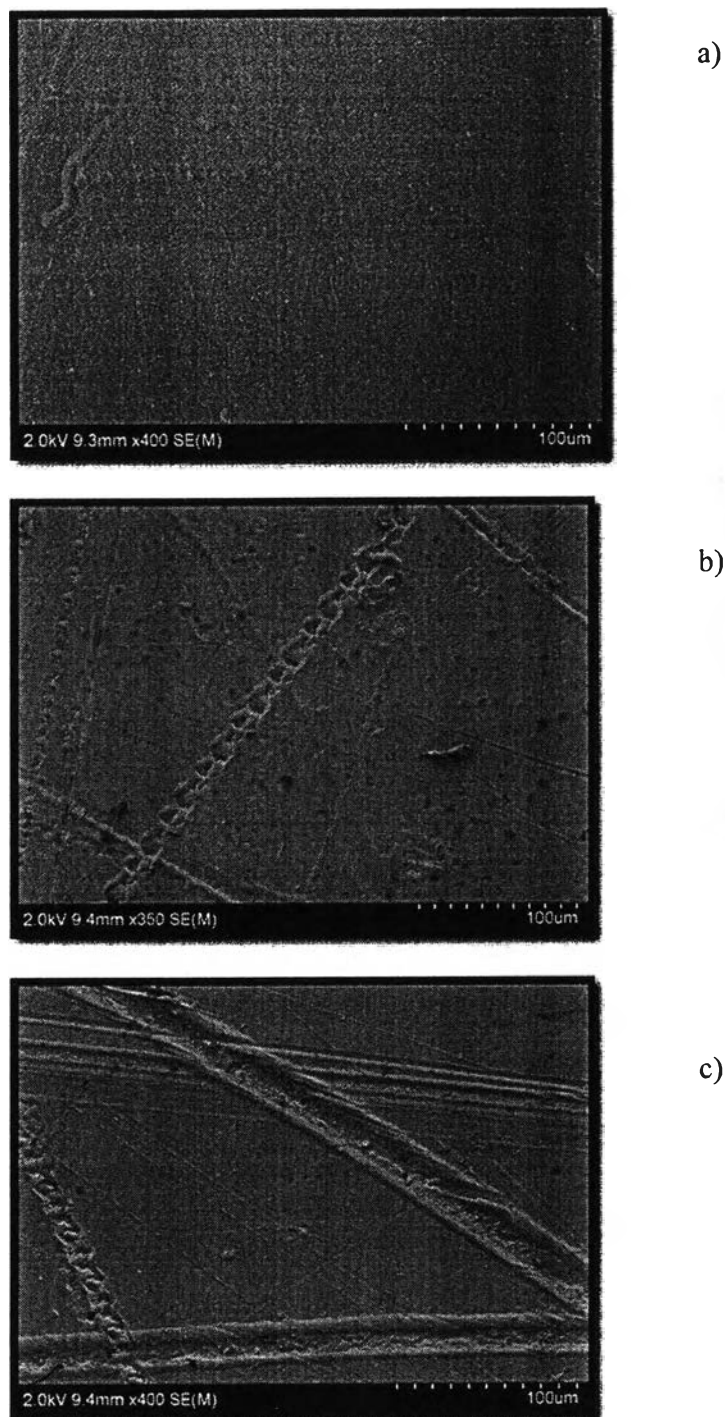 a)
2.0kV 9.3mm x400 SE(M) 100um
b)
2.0kV 9.4mm x350 SE(M) 100um
c)
2.0kV 9.4mm x400 SE(M) 100um